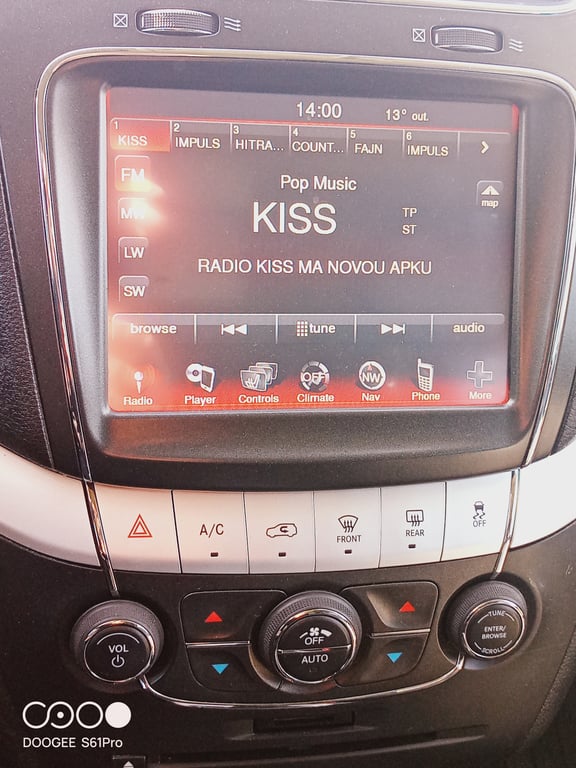 14:00 13° out.
1 KISS 2 IMPULS 3 HITRA... 4 COUNT... 5 FAJN 6 IMPULS
FM
Pop Music
map
MW
KISS
TP
ST
LW
RADIO KISS MA NOVOU APKU
SW
browse tune audio
OFF NW
Radio Player Controls Climate Nav Phone More
A/C FRONT REAR OFF
VOL
OFF
AUTO
TUNE
ENTER/
BROWSE
SCROLL
DOOGEE S61Pro